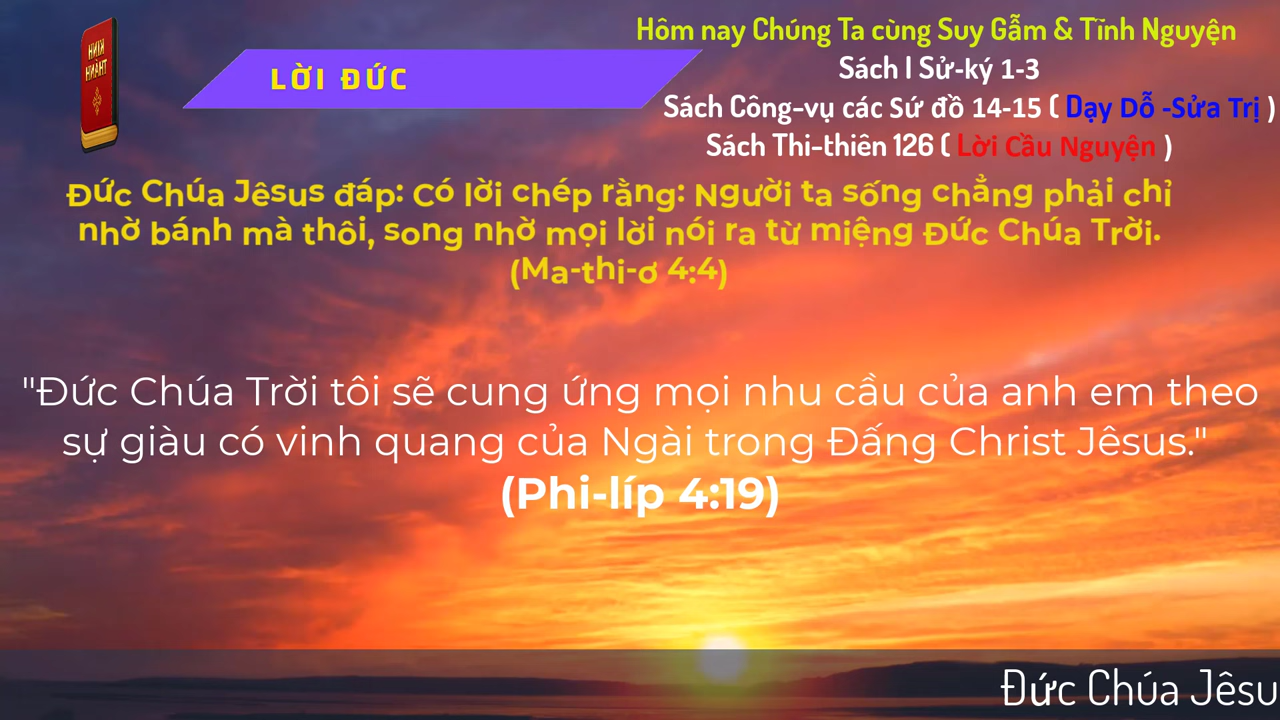 KINH
THÁNH
LỜI ĐỨC
Hôm nay Chúng Ta cùng Suy Gẫm & Tĩnh Nguyện
Sách I Sử-ký 1-3
Sách Công-vụ các Sứ đồ 14-15 ( Dạy Dỗ -Sửa Trị )
Sách Thi-thiên 126 ( Lời Cầu Nguyện )
Đức Chúa Jêsus đáp: Có lời chép rằng: Người ta sống chẳng phải chỉ
nhờ bánh mà thôi, song nhờ mọi lời nói ra từ miệng Đức Chúa Trời.
(Ma-thi-ơ 4:4)
"Đức Chúa Trời tôi sẽ cung ứng mọi nhu cầu của anh em theo
sự giàu có vinh quang của Ngài trong Đấng Christ Jêsus."
(Phi-líp 4:19)
Đức Chúa Jêsu